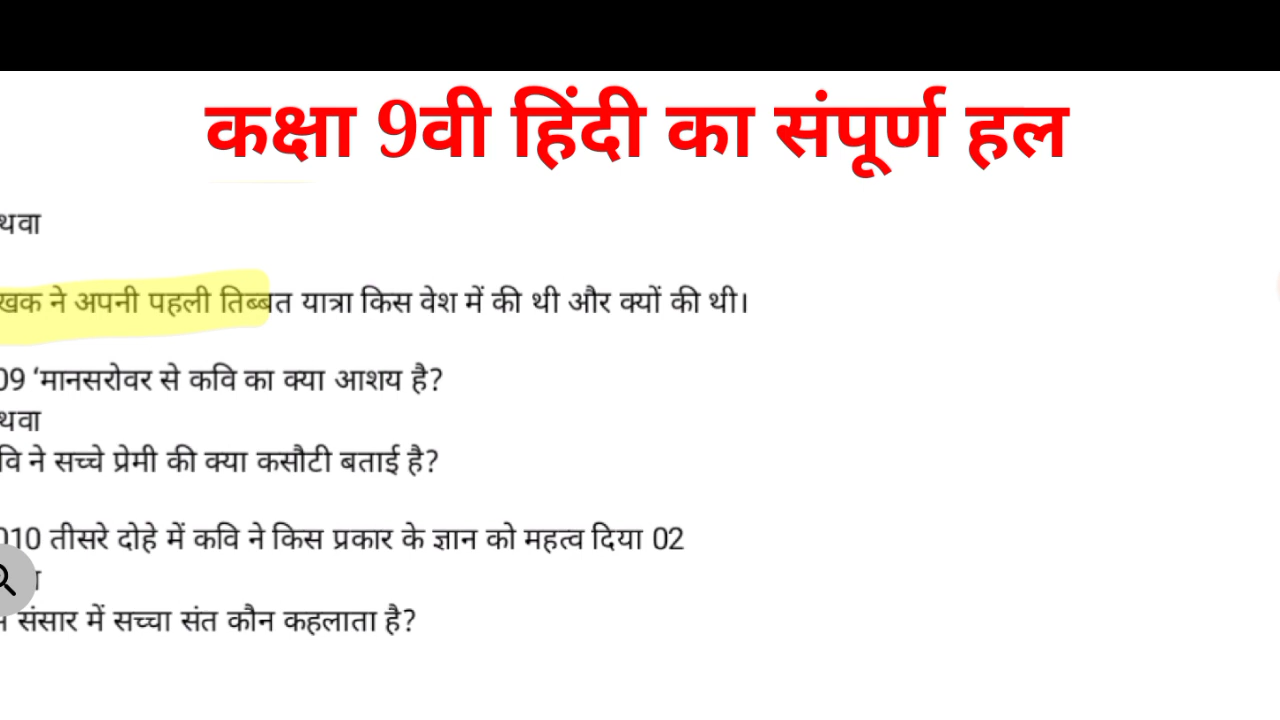 कक्षा 9वी हिंदी का संपूर्ण हल
थवा
खक ने अपनी पहली तिब्बत यात्रा किस वेश में की थी और क्यों की थी।
09 ‘मानसरोवर से कवि का क्या आशय है?
थवा
वि ने सच्चे प्रेमी की क्या कसौटी बताई है?
010 तीसरे दोहे में कवि ने किस प्रकार के ज्ञान को महत्व दिया 02
संसार में सच्चा संत कौन कहलाता है?